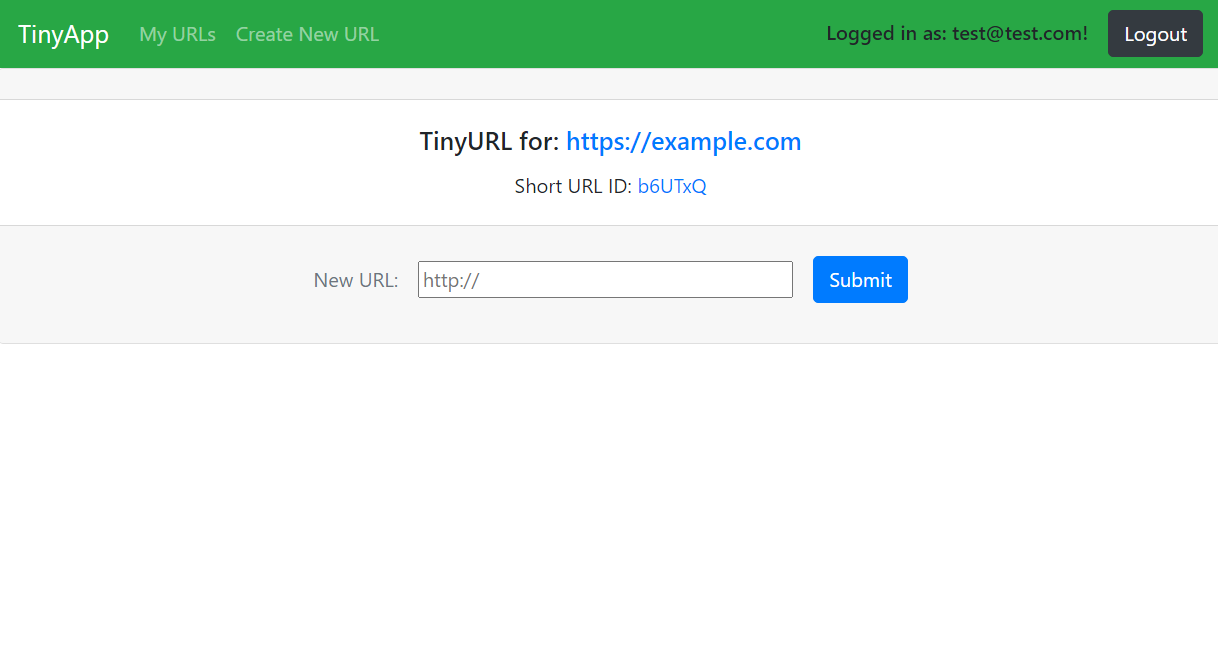 TinyApp My URLs Create New URL Logged in as: test@test.com! Logout
TinyURL for: https://example.com
Short URL ID: b6UTxQ
New URL: http:// Submit